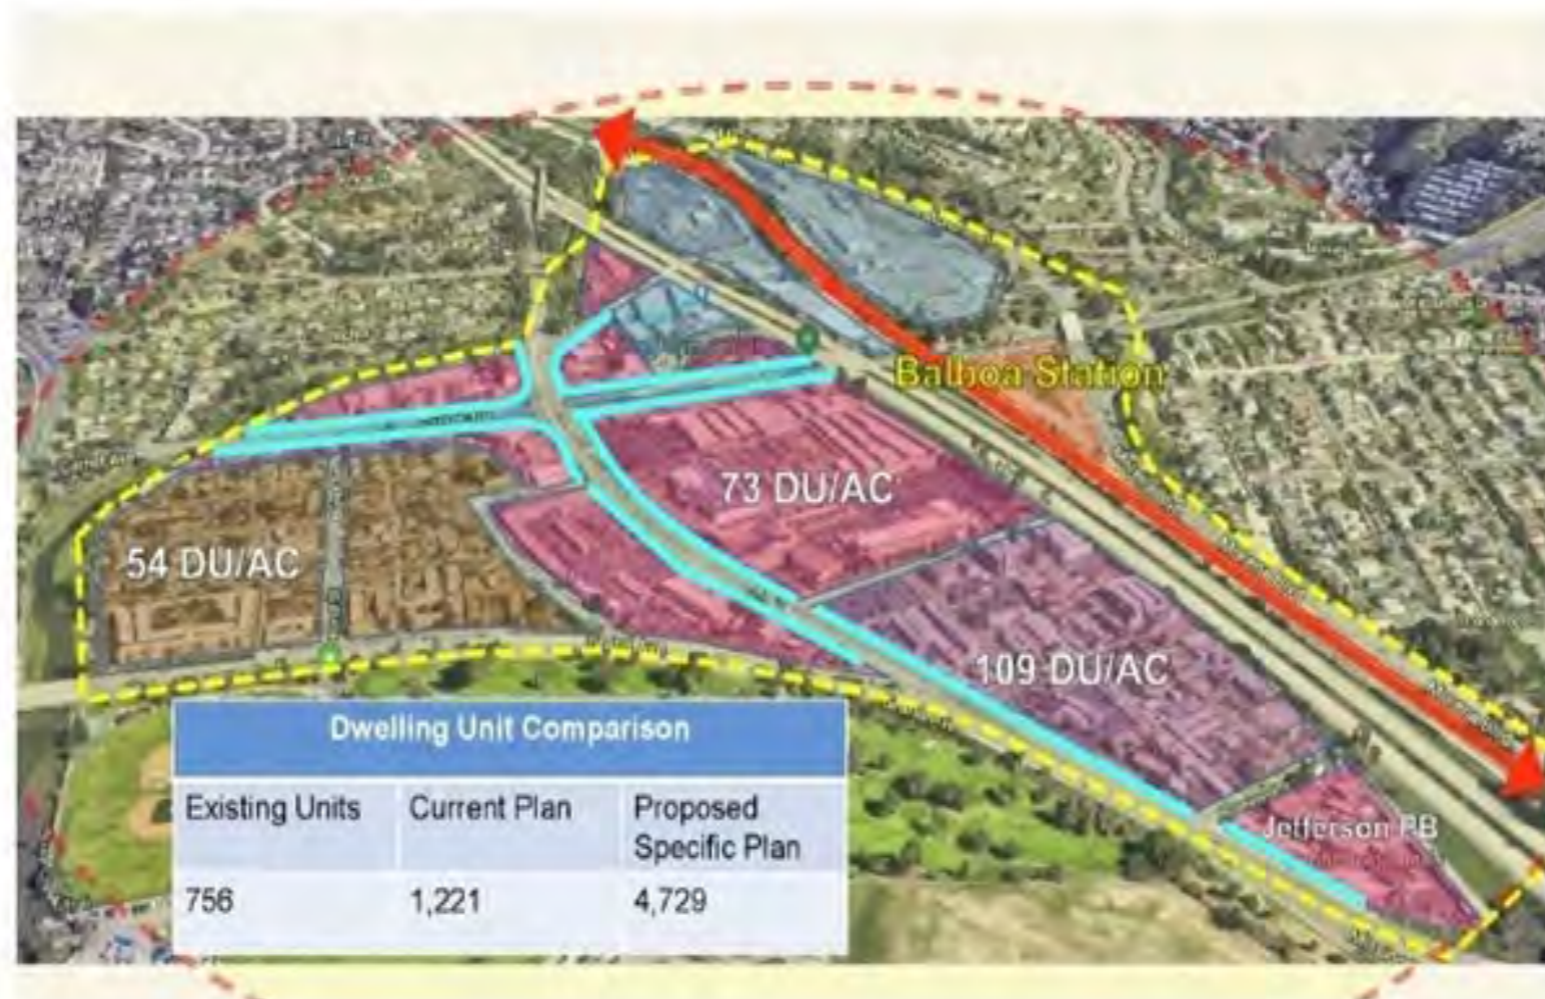 Balboa Station
73 DU/AC
54 DU/AC
109 DU/AC
Jefferson PB
Dwelling Unit Comparison
Existing Units
Current Plan
Proposed
Specific Plan
756
1,221
4,729